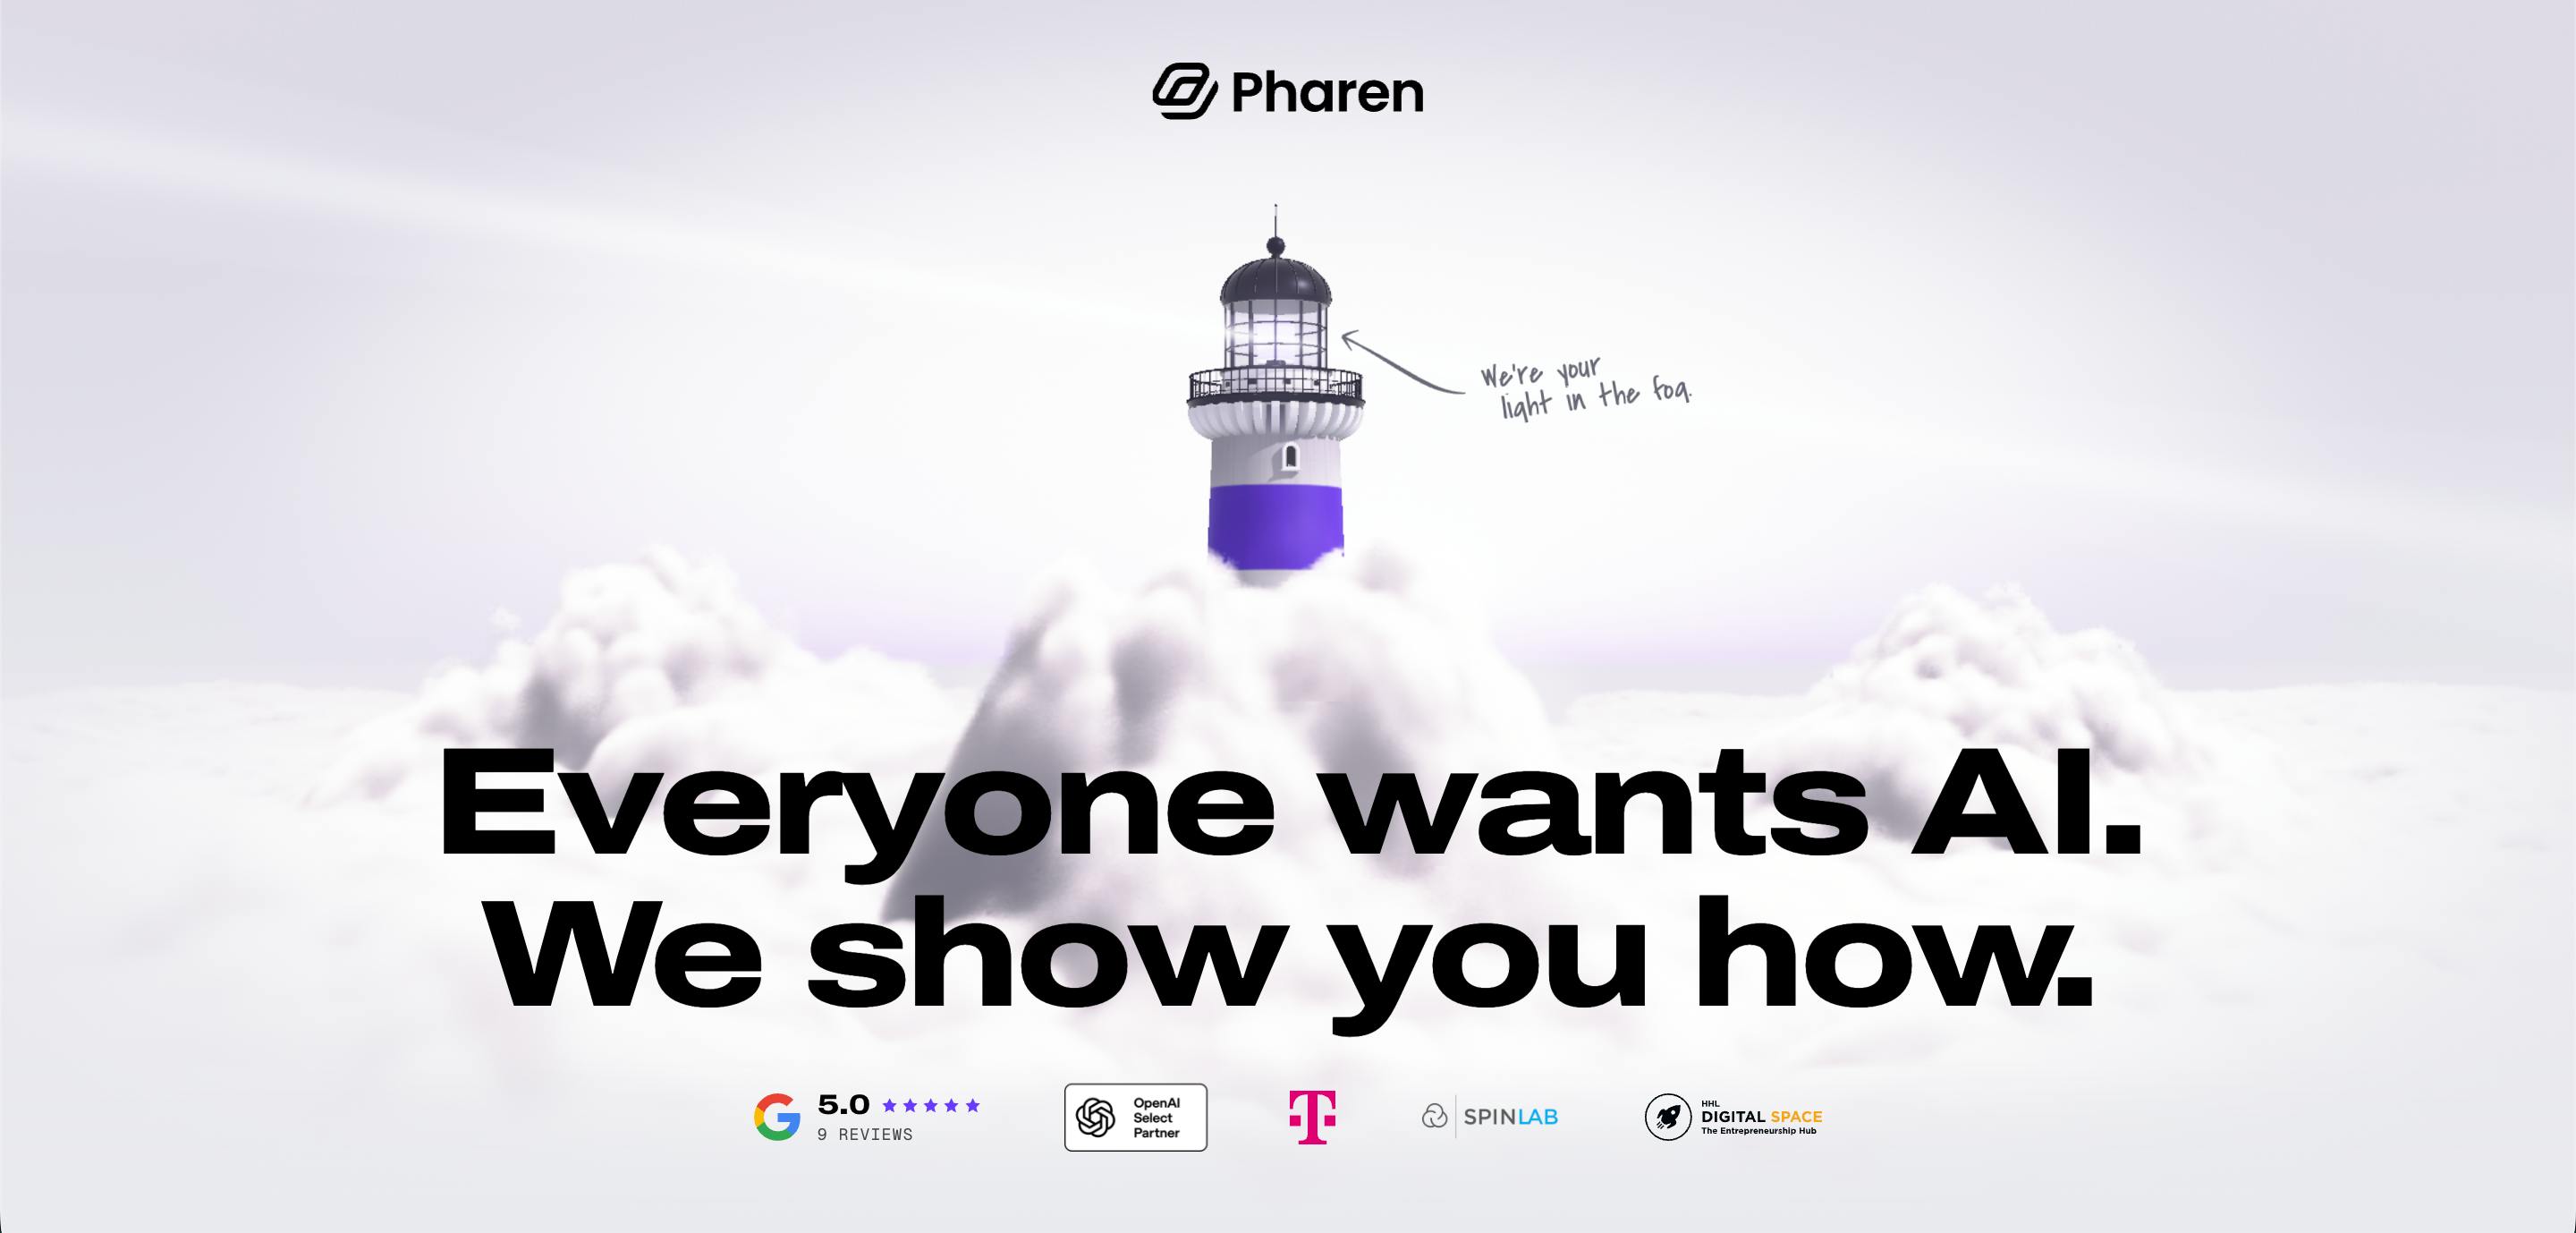 Pharen
We're your
light in the fog.
Everyone wants AI.
We show you how.
5.0
9 REVIEWS
OpenAI
Select
Partner
T
SPINLAB
HHL
DIGITAL SPACE
The Entrepreneurship Hub